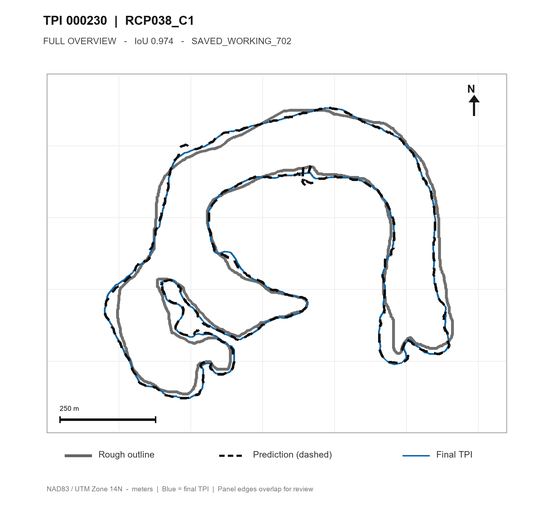 TPI 000230 | RCP038_C1
FULL OVERVIEW - IoU 0.974 - SAVED_WORKING_702
N
250 m
Rough outline Prediction (dashed) Final TPI
NAD83 / UTM Zone 14N - meters | Blue = final TPI | Panel edges overlap for review